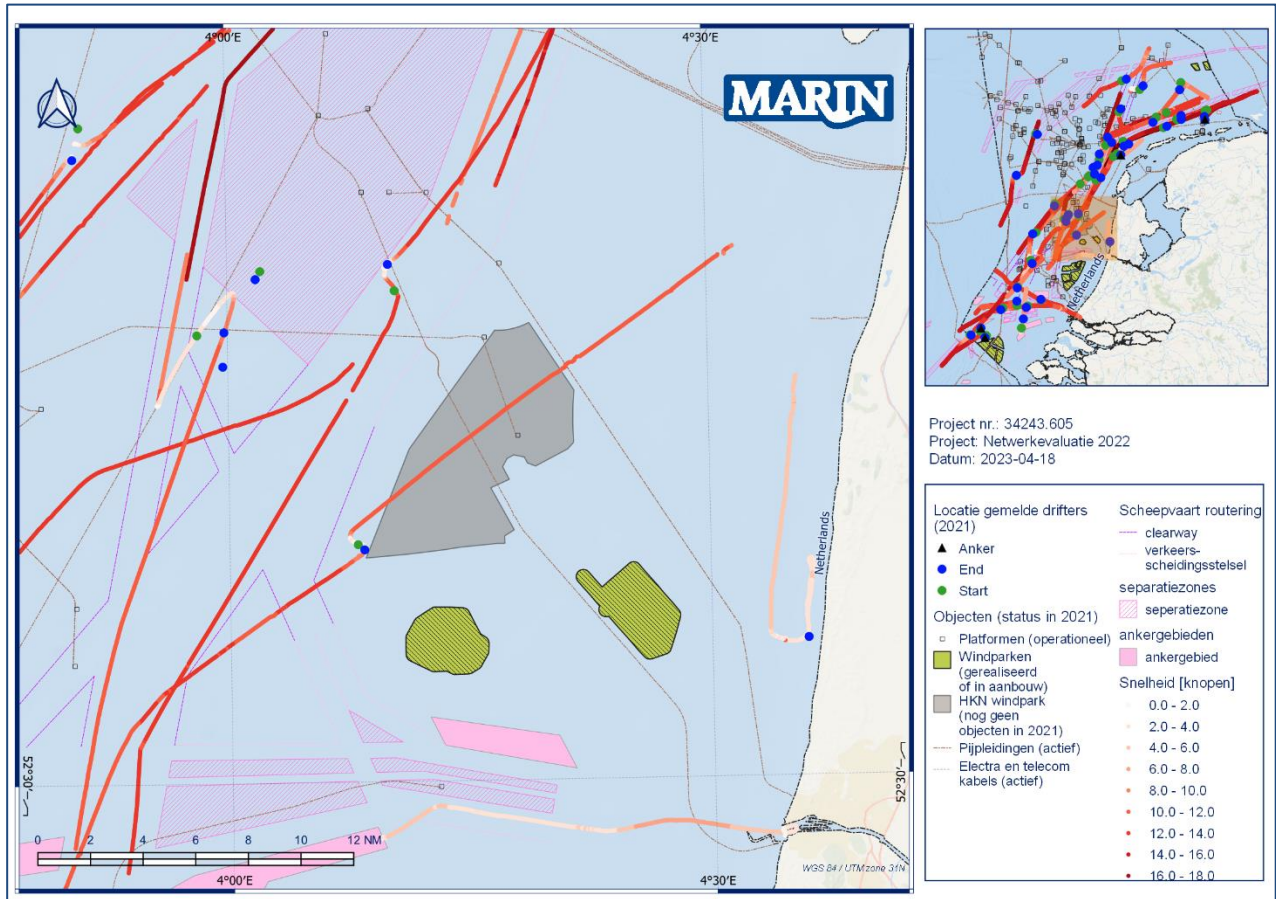 4°00'E
4°30'E
MARIN
Netherlands
52°30'-
52°30'-
0 2 4 6 8 10 12 NM
WGS 84 / UTM zone 31N
4°00'E
4°30'E
Netherlands
Project nr.: 34243.605
Project: Netwerkevaluatie 2022
Datum: 2023-04-18
Locatie gemelde drifters
(2021)
Anker
End
Start
Objecten (status in 2021)
Platformen (operationeel)
Windparken
(gerealiseerd
of in aanbouw)
HKN windpark
(nog geen
objecten in 2021)
Pijpleidingen (actief)
Electra en telecom
kabels (actief)
Scheepvaart routering
clearway
verkeers-
scheidingsstelsel
separatiezones
seperatiezone
ankergebieden
ankergebied
Snelheid [knopen]
0.0 - 2.0
2.0 - 4.0
4.0 - 6.0
6.0 - 8.0
8.0 - 10.0
10.0 - 12.0
12.0 - 14.0
14.0 - 16.0
16.0 - 18.0